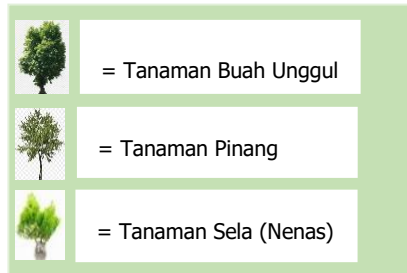 = Tanaman Buah Unggul
= Tanaman Pinang
= Tanaman Sela (Nenas)